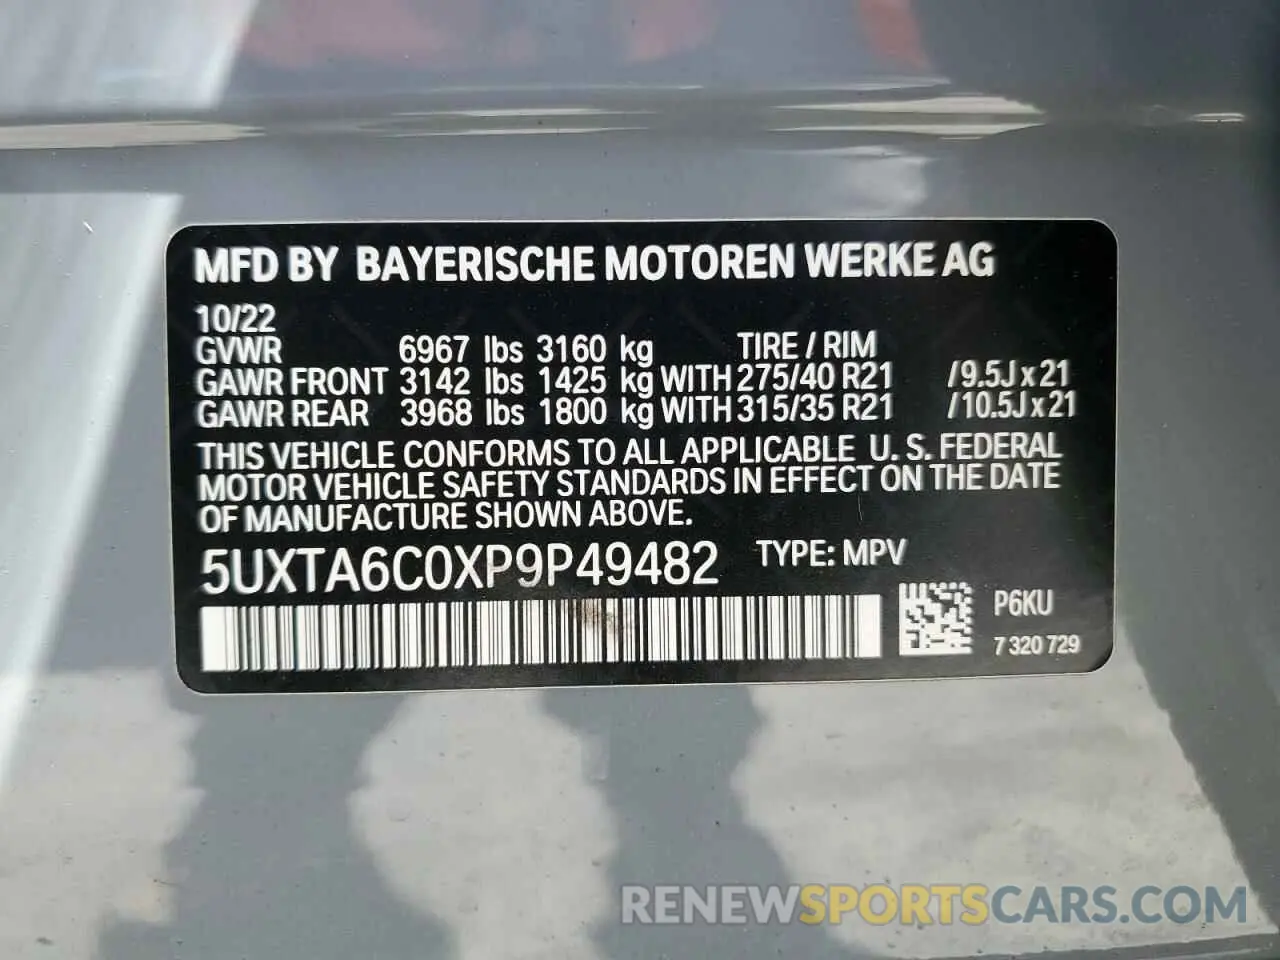 MFD BY BAYERISCHE MOTOREN WERKE AG
10/22
GVWR 6967 lbs 3160 kg TIRE / RIM
GAWR FRONT 3142 lbs 1425 kg WITH 275/40 R21 /9.5J x 21
GAWR REAR 3968 lbs 1800 kg WITH 315/35 R21 /10.5J x 21
THIS VEHICLE CONFORMS TO ALL APPLICABLE U. S. FEDERAL
MOTOR VEHICLE SAFETY STANDARDS IN EFFECT ON THE DATE
OF MANUFACTURE SHOWN ABOVE.
5UXTA6C0XP9P49482 TYPE: MPV
P6KU
7 320 729
RENEWSPORTSCARS.COM